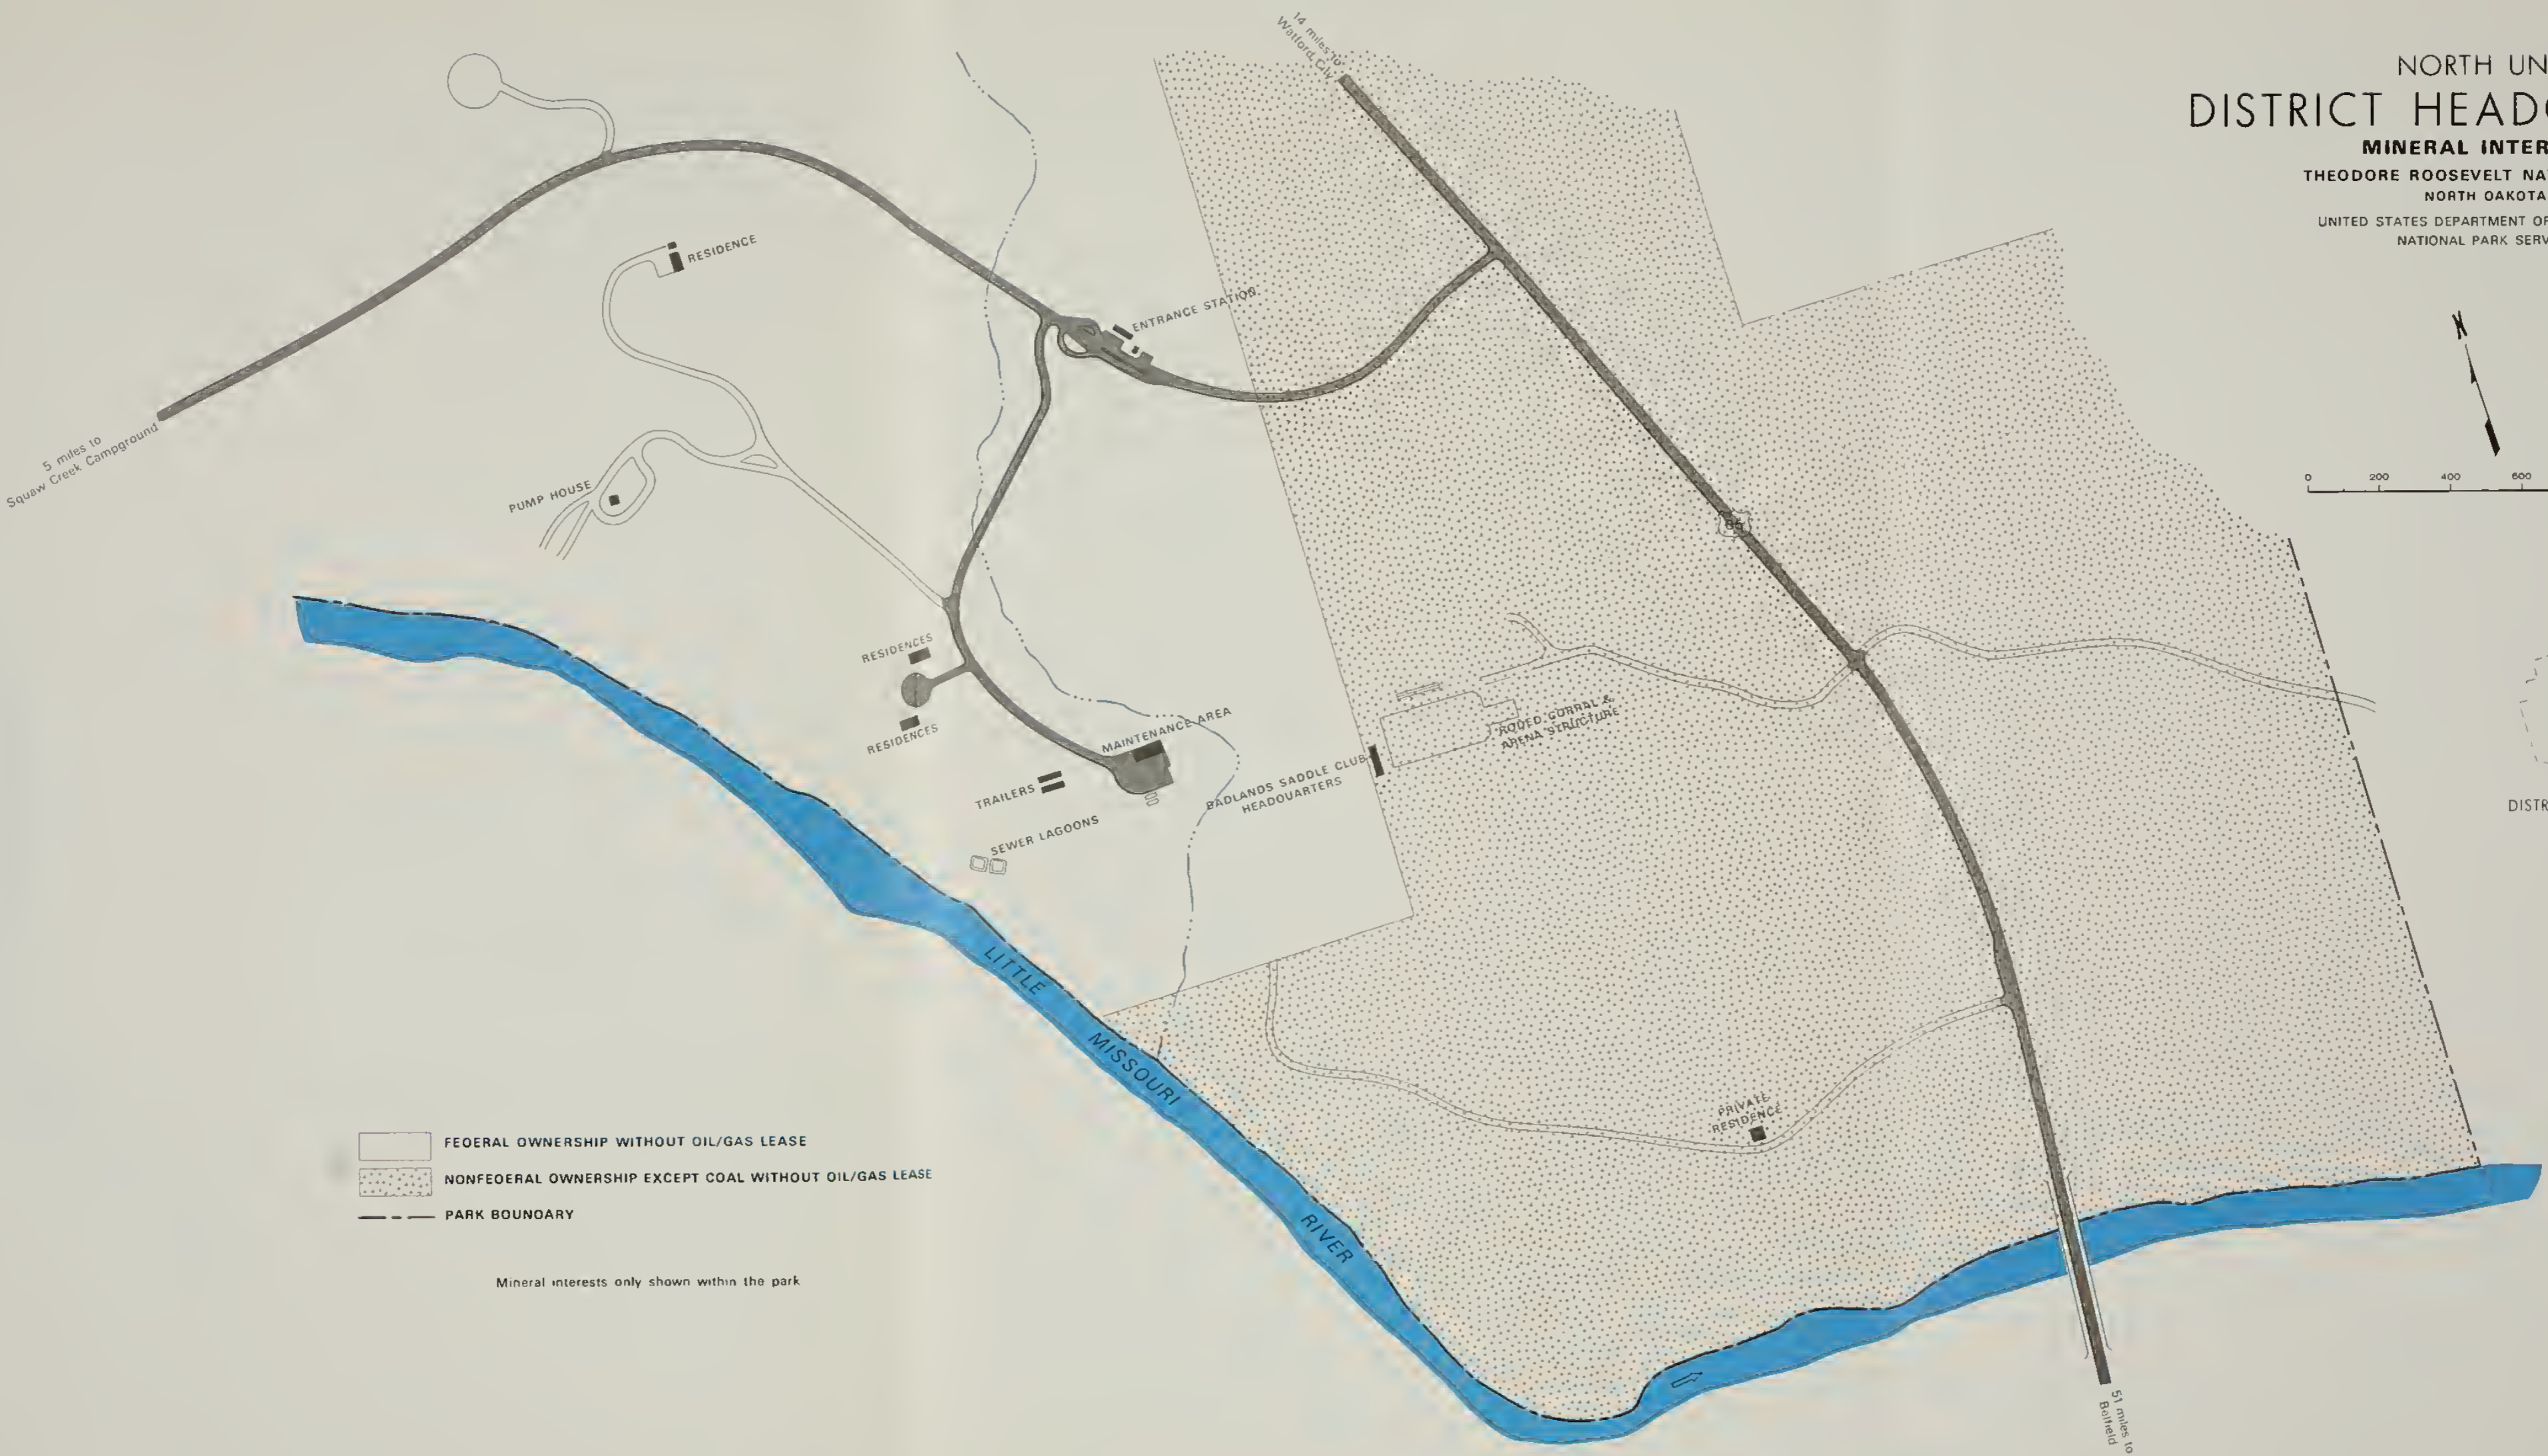 NORTH UN
DISTRICT HEAD
MINERAL INTER
THEODORE ROOSEVELT NA
NORTH OAKOTA
UNITED STATES DEPARTMENT OF
NATIONAL PARK SERV
N
0 200 400 600
14 miles to
Watford City
RESIDENCE
ENTRANCE STATION
5 miles to
Squaw Creek Campground
PUMP HOUSE
85
RESIDENCES
RESIDENCES
MAINTENANCE AREA
TRAILERS
SEWER LAGOONS
RODEO CORRAL &
ARENA STRUCTURE
BADLANDS SADDLE CLUB
HEADQUARTERS
DISTR
LITTLE
MISSOURI
RIVER
PRIVATE
RESIDENCE
FEOERAL OWNERSHIP WITHOUT OIL/GAS LEASE
NONFEOERAL OWNERSHIP EXCEPT COAL WITHOUT OIL/GAS LEASE
PARK BOUNOARY
Mineral interests only shown within the park
51 miles to
Belfield